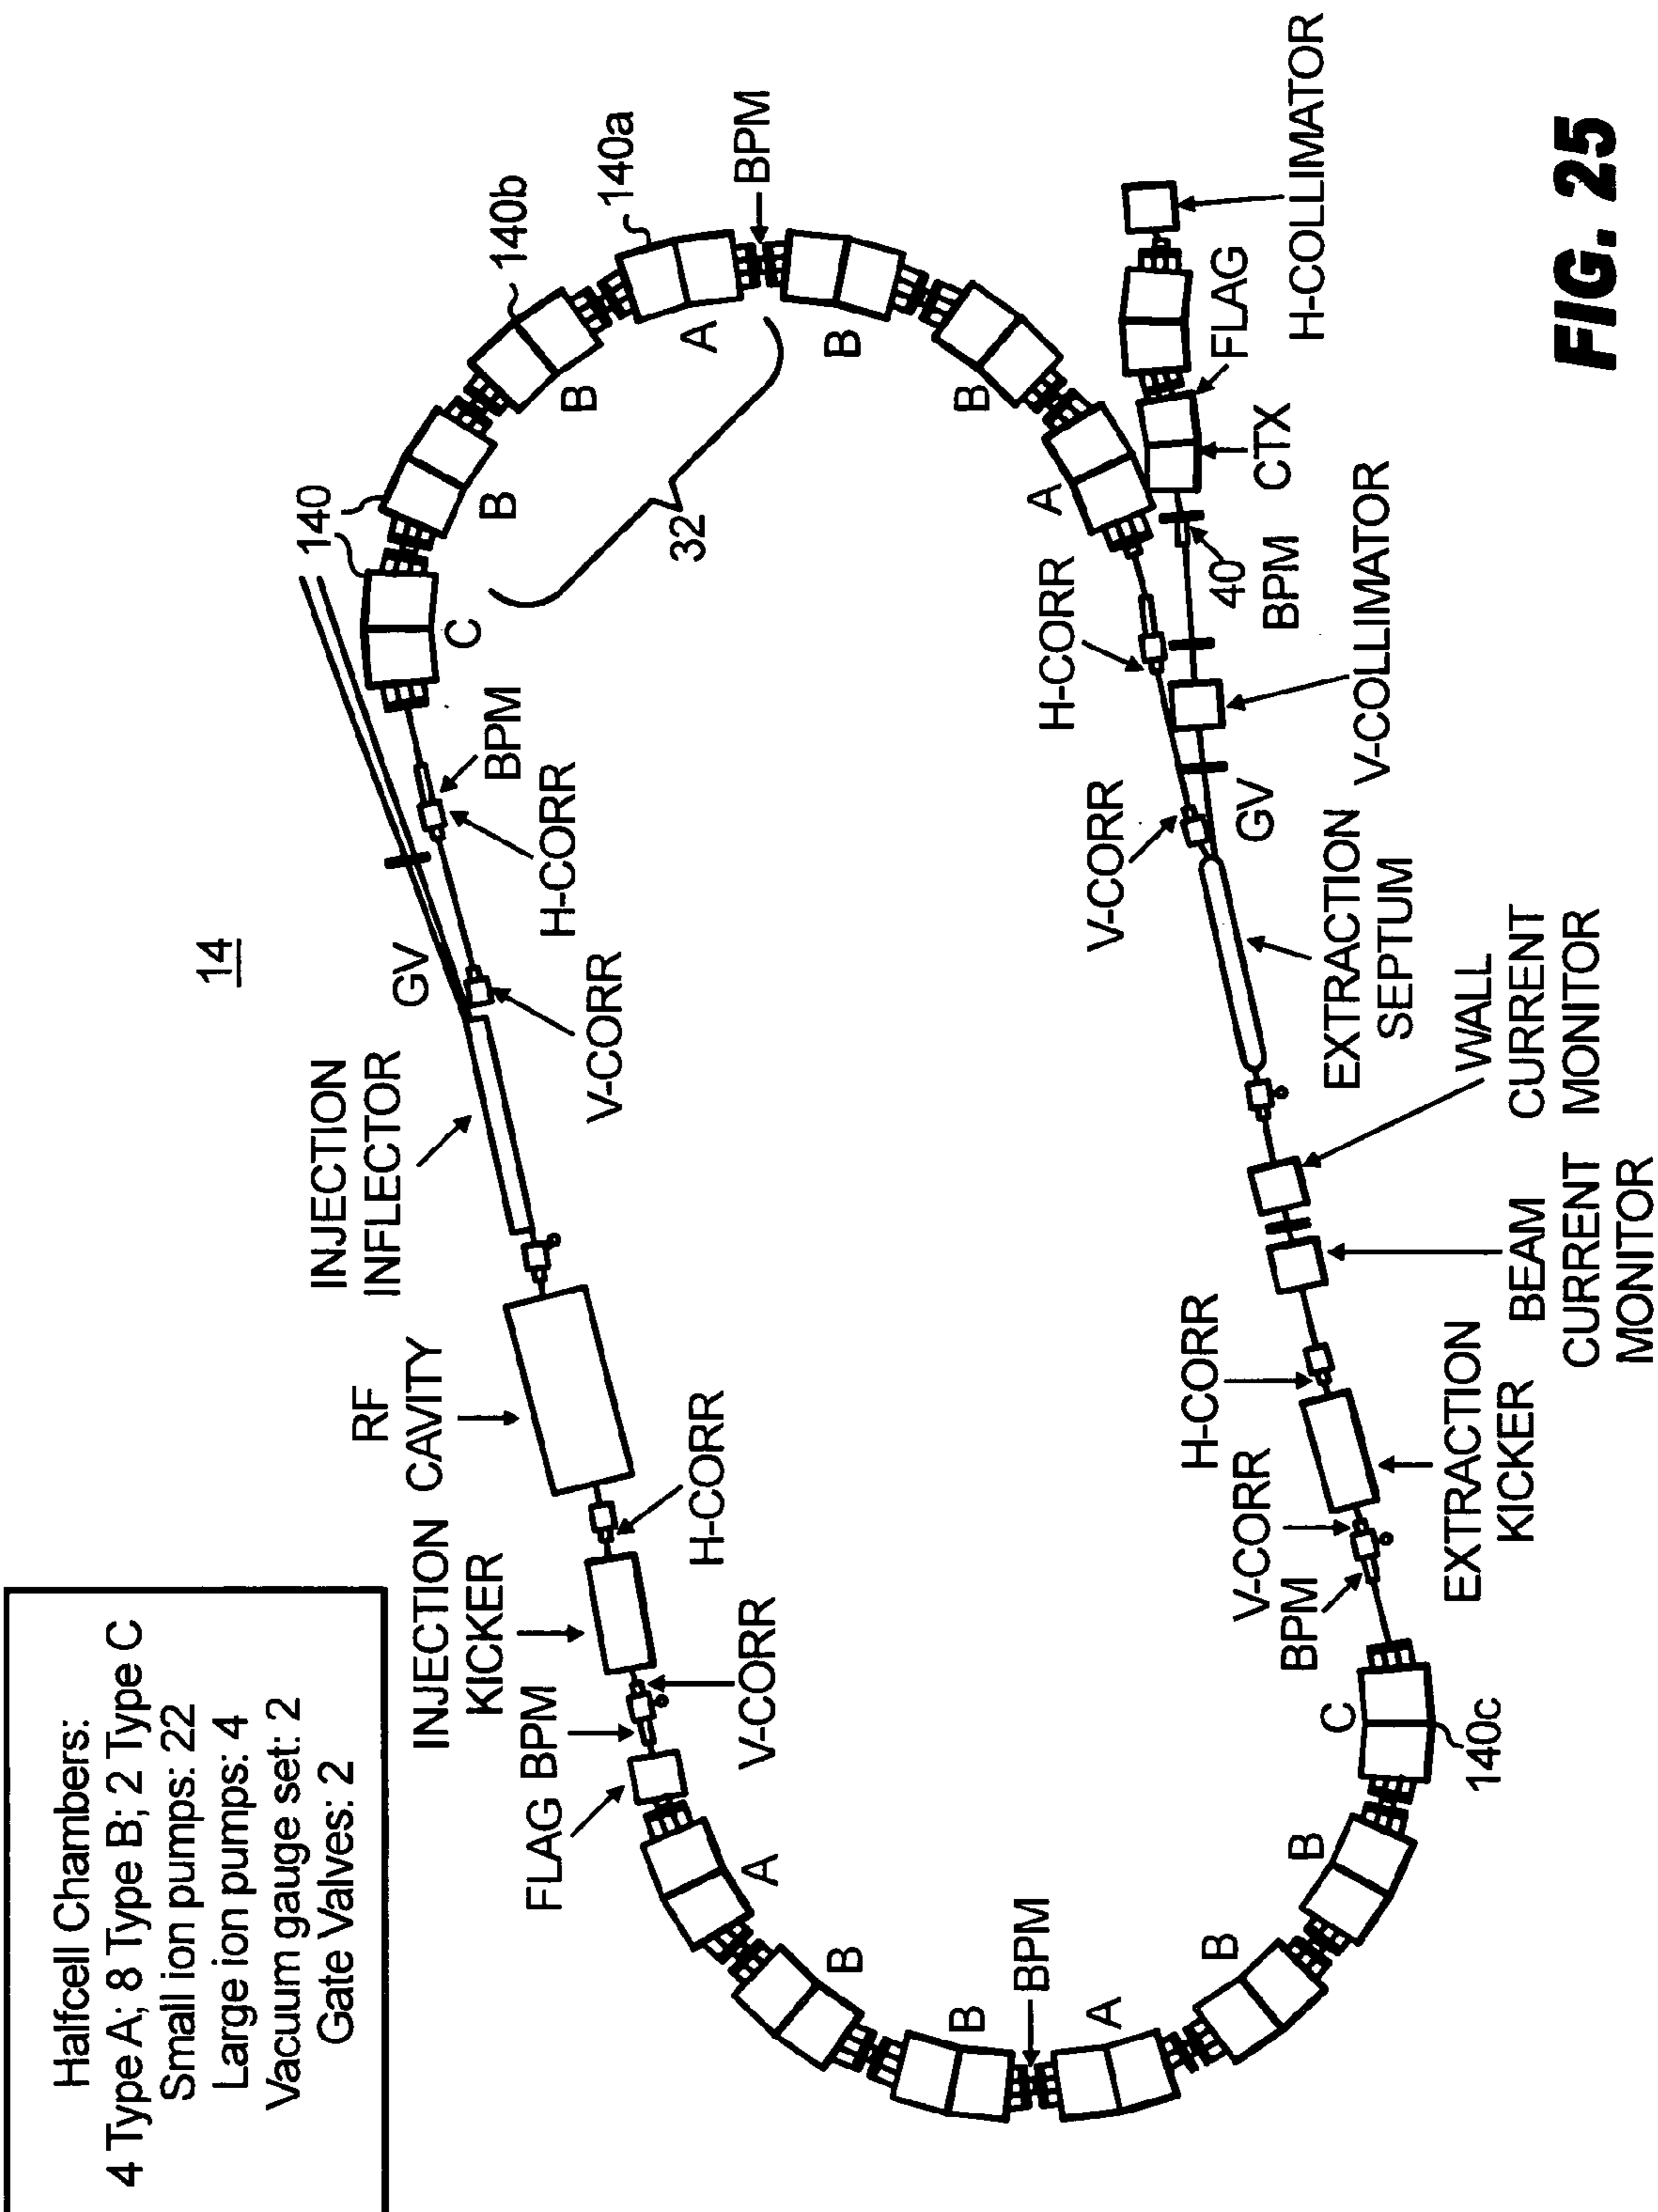 Halfcell Chambers:
4 Type A; 8 Type B; 2 Type C
Small ion pumps: 22
Large ion pumps: 4
Vacuum gauge set: 2
Gate Valves: 2
14
INJECTION
INFLECTOR
GV
140
140b
140a
C
B
B
A
BPM
32
B
B
A
BPM
H-CORR
V-CORR
RF
CAVITY
INJECTION
KICKER
H-CORR
BPM
FLAG
V-CORR
A
B
B
BPM
A
B
B
C
140c
BPM
V-CORR
EXTRACTION
KICKER
H-CORR
BEAM
CURRENT
MONITOR
WALL
CURRENT
MONITOR
EXTRACTION
SEPTUM
V-CORR
GV
H-CORR
V-COLLIMATOR
40
BPM
CTX
FLAG
H-COLLIMATOR
FIG. 25